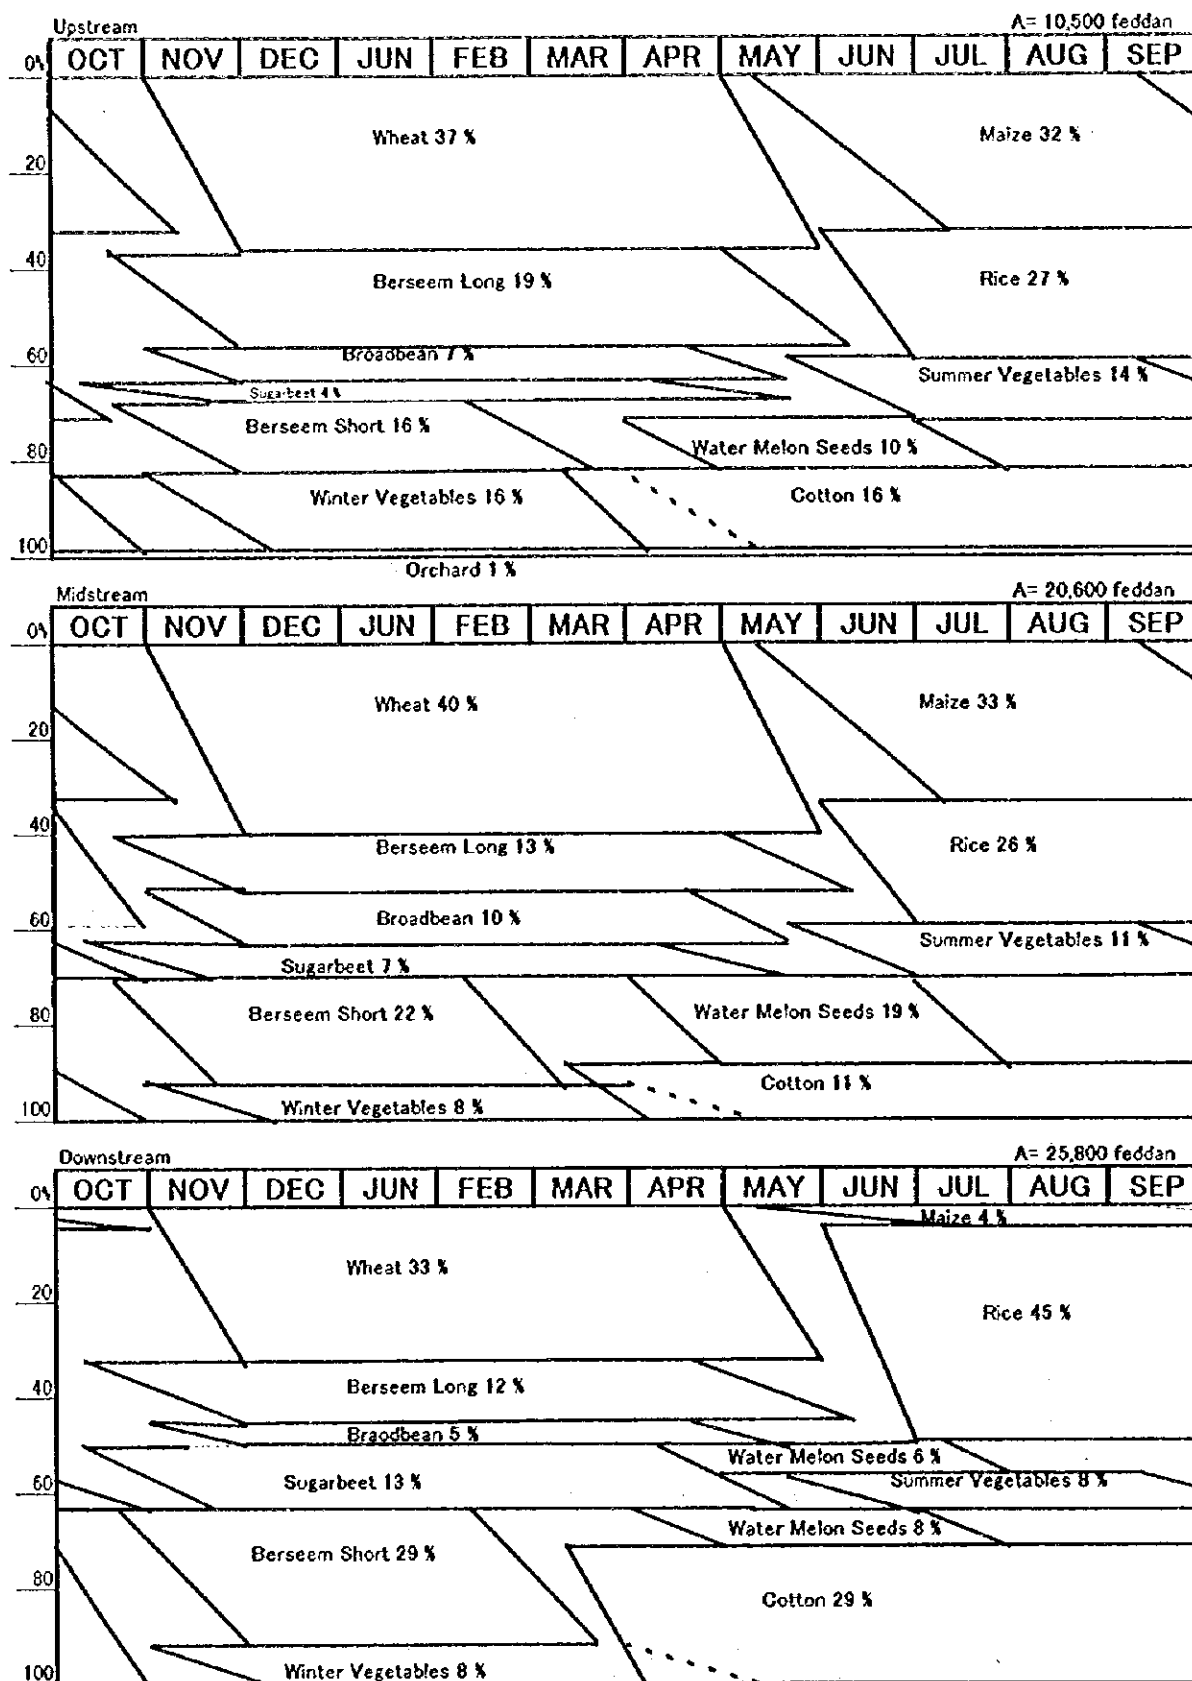 Upstream A= 10,500 feddan
0% OCT NOV DEC JUN FEB MAR APR MAY JUN JUL AUG SEP
Wheat 37 % Maize 32 %
20
40
Berseem Long 19 % Rice 27 %
60
Broadbean 7 %
Summer Vegetables 14 %
Sugarbeet 4 %
Berseem Short 16 %
Water Melon Seeds 10 %
80
Winter Vegetables 16 % Cotton 16 %
100
Orchard 1 %
Midstream A= 20,600 feddan
0% OCT NOV DEC JUN FEB MAR APR MAY JUN JUL AUG SEP
Wheat 40 % Maize 33 %
20
40
Berseem Long 13 % Rice 26 %
Broadbean 10 %
60
Summer Vegetables 11 %
Sugarbeet 7 %
80
Berseem Short 22 % Water Melon Seeds 19 %
Cotton 11 %
100
Winter Vegetables 8 %
Downstream A= 25,800 feddan
0% OCT NOV DEC JUN FEB MAR APR MAY JUN JUL AUG SEP
Maize 4 %
Wheat 33 %
20
Rice 45 %
40
Berseem Long 12 %
Braodbean 5 %
Water Melon Seeds 6 %
Sugarbeet 13 % Summer Vegetables 8 %
60
Water Melon Seeds 8 %
Berseem Short 29 %
80
Cotton 29 %
100
Winter Vegetables 8 %